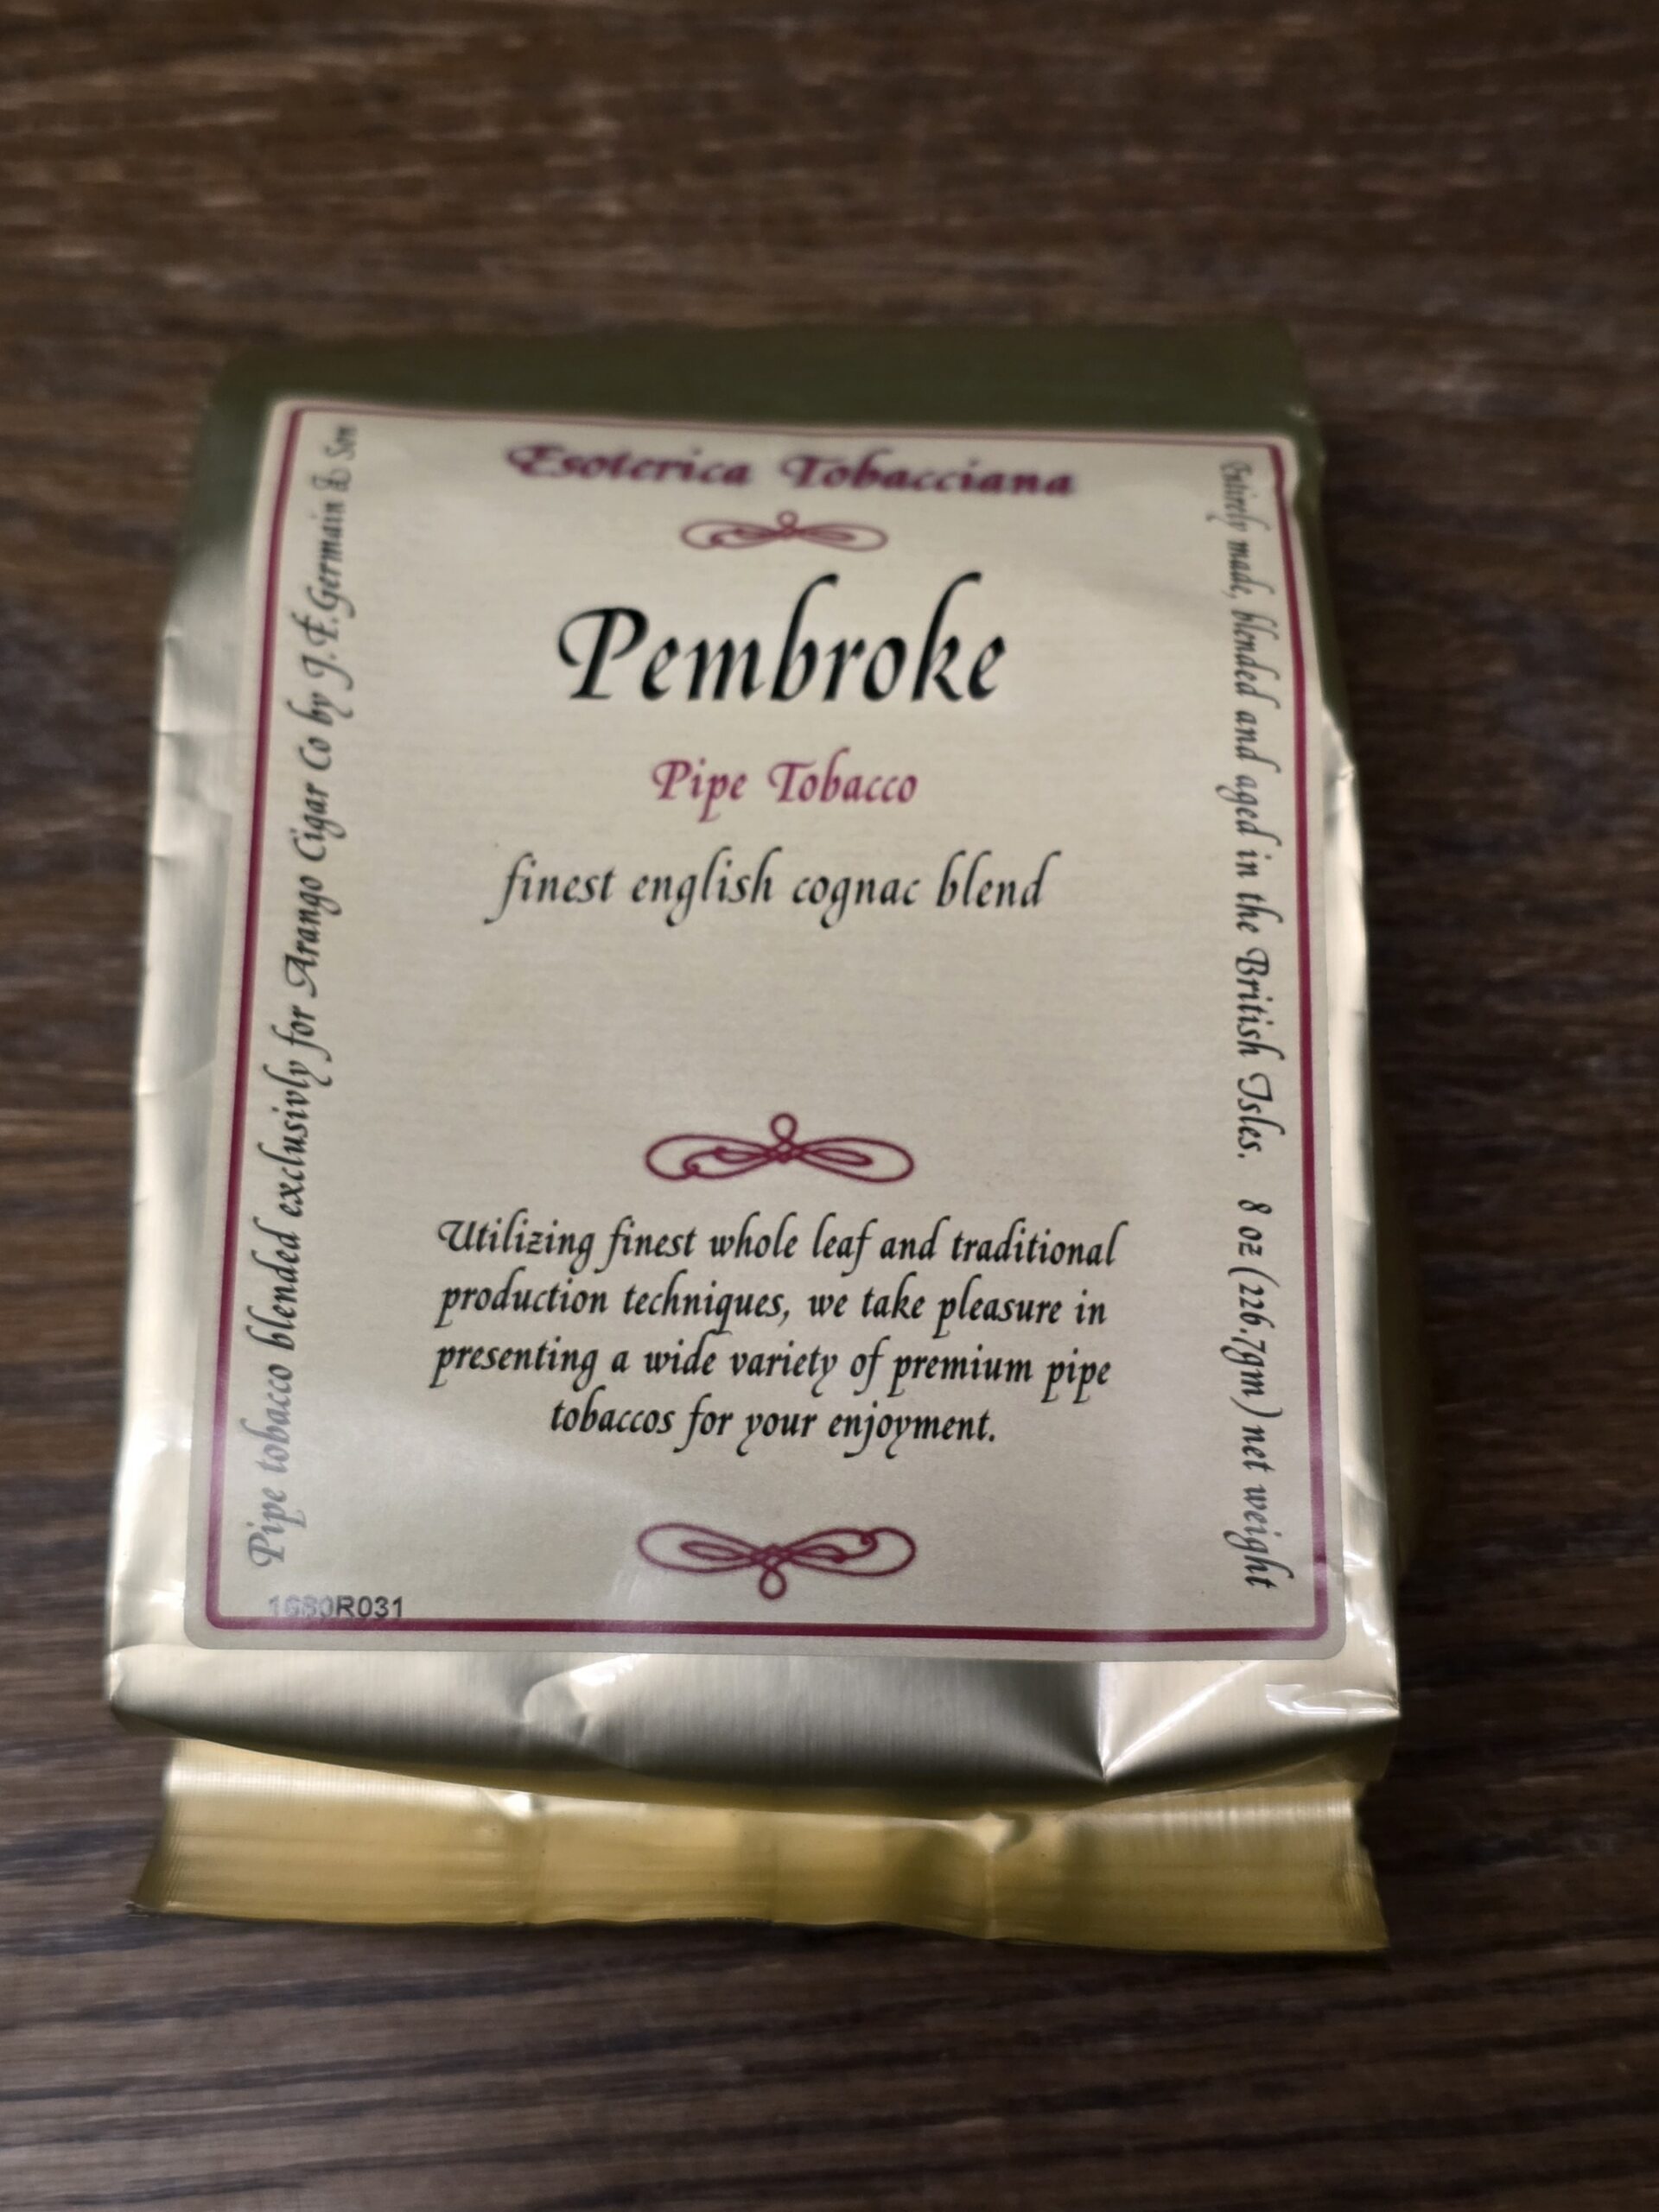 Esoterica Tobacciana
Pembroke
Pipe Tobacco
finest english cognac blend
Utilizing finest whole leaf and traditional
production techniques, we take pleasure in
presenting a wide variety of premium pipe
tobaccos for your enjoyment.
Pipe tobacco blended exclusivly for Arango Cigar Co by J.F.Germain & Son
Entirely made, blended and aged in the British Isles. 8 oz (226.7gm) net weight